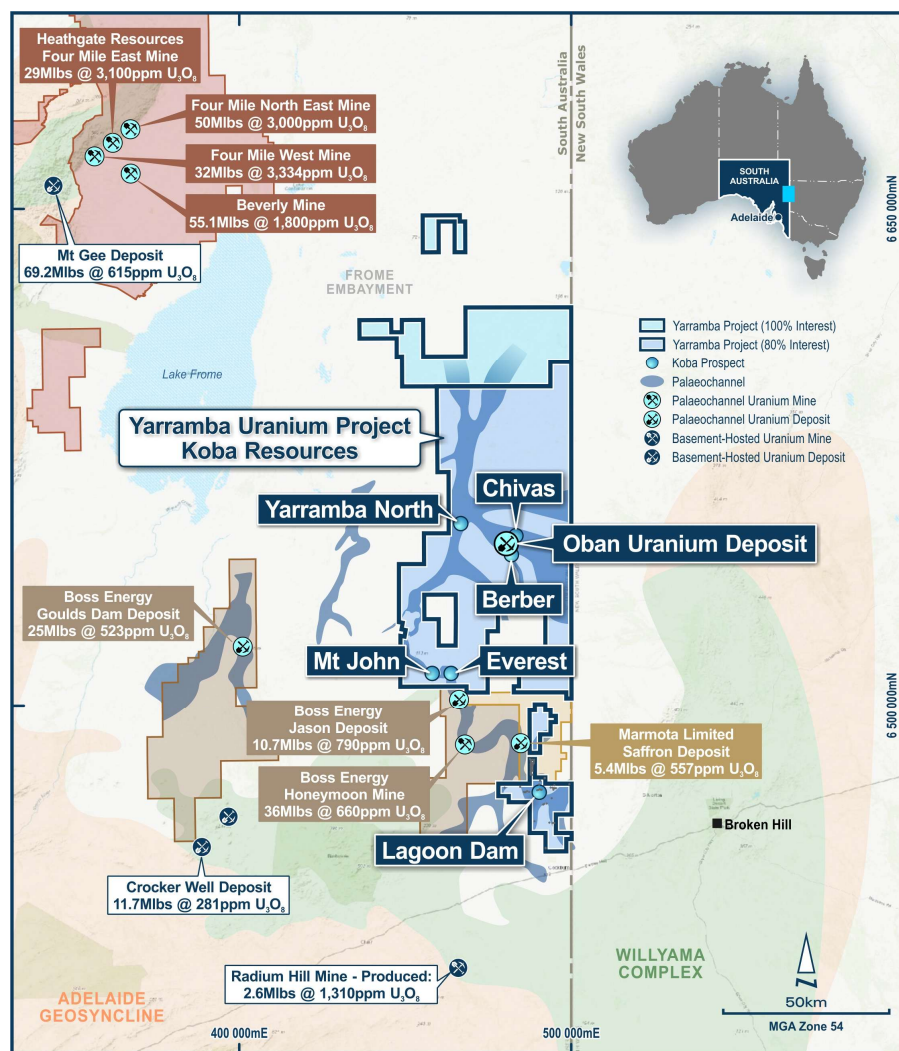 Heathgate Resources
Four Mile East Mine
29Mlbs @ 3,100ppm U₃O₈
Four Mile North East Mine
50Mlbs @ 3,000ppm U₃O₈
Four Mile West Mine
32Mlbs @ 3,334ppm U₃O₈
Beverly Mine
55.1Mlbs @ 1,800ppm U₃O₈
Mt Gee Deposit
69.2Mlbs @ 615ppm U₃O₈
FROME
EMBAYMENT
Lake Frome
South Australia
New South Wales
SOUTH
AUSTRALIA
Adelaide
6 650 000mN
Yarramba Project (100% Interest)
Yarramba Project (80% Interest)
Koba Prospect
Palaeochannel
Palaeochannel Uranium Mine
Palaeochannel Uranium Deposit
Basement-Hosted Uranium Mine
Basement-Hosted Uranium Deposit
Yarramba Uranium Project
Koba Resources
Chivas
Yarramba North
Oban Uranium Deposit
Berber
Boss Energy
Goulds Dam Deposit
25Mlbs @ 523ppm U₃O₈
Mt John
Everest
6 500 000mN
Boss Energy
Jason Deposit
10.7Mlbs @ 790ppm U₃O₈
Marmota Limited
Saffron Deposit
5.4Mlbs @ 557ppm U₃O₈
Boss Energy
Honeymoon Mine
36Mlbs @ 660ppm U₃O₈
Broken Hill
Lagoon Dam
Crocker Well Deposit
11.7Mlbs @ 281ppm U₃O₈
Radium Hill Mine - Produced:
2.6Mlbs @ 1,310ppm U₃O₈
WILLYAMA
COMPLEX
ADELAIDE
GEOSYNCLINE
N
50km
MGA Zone 54
400 000mE
500 000mE